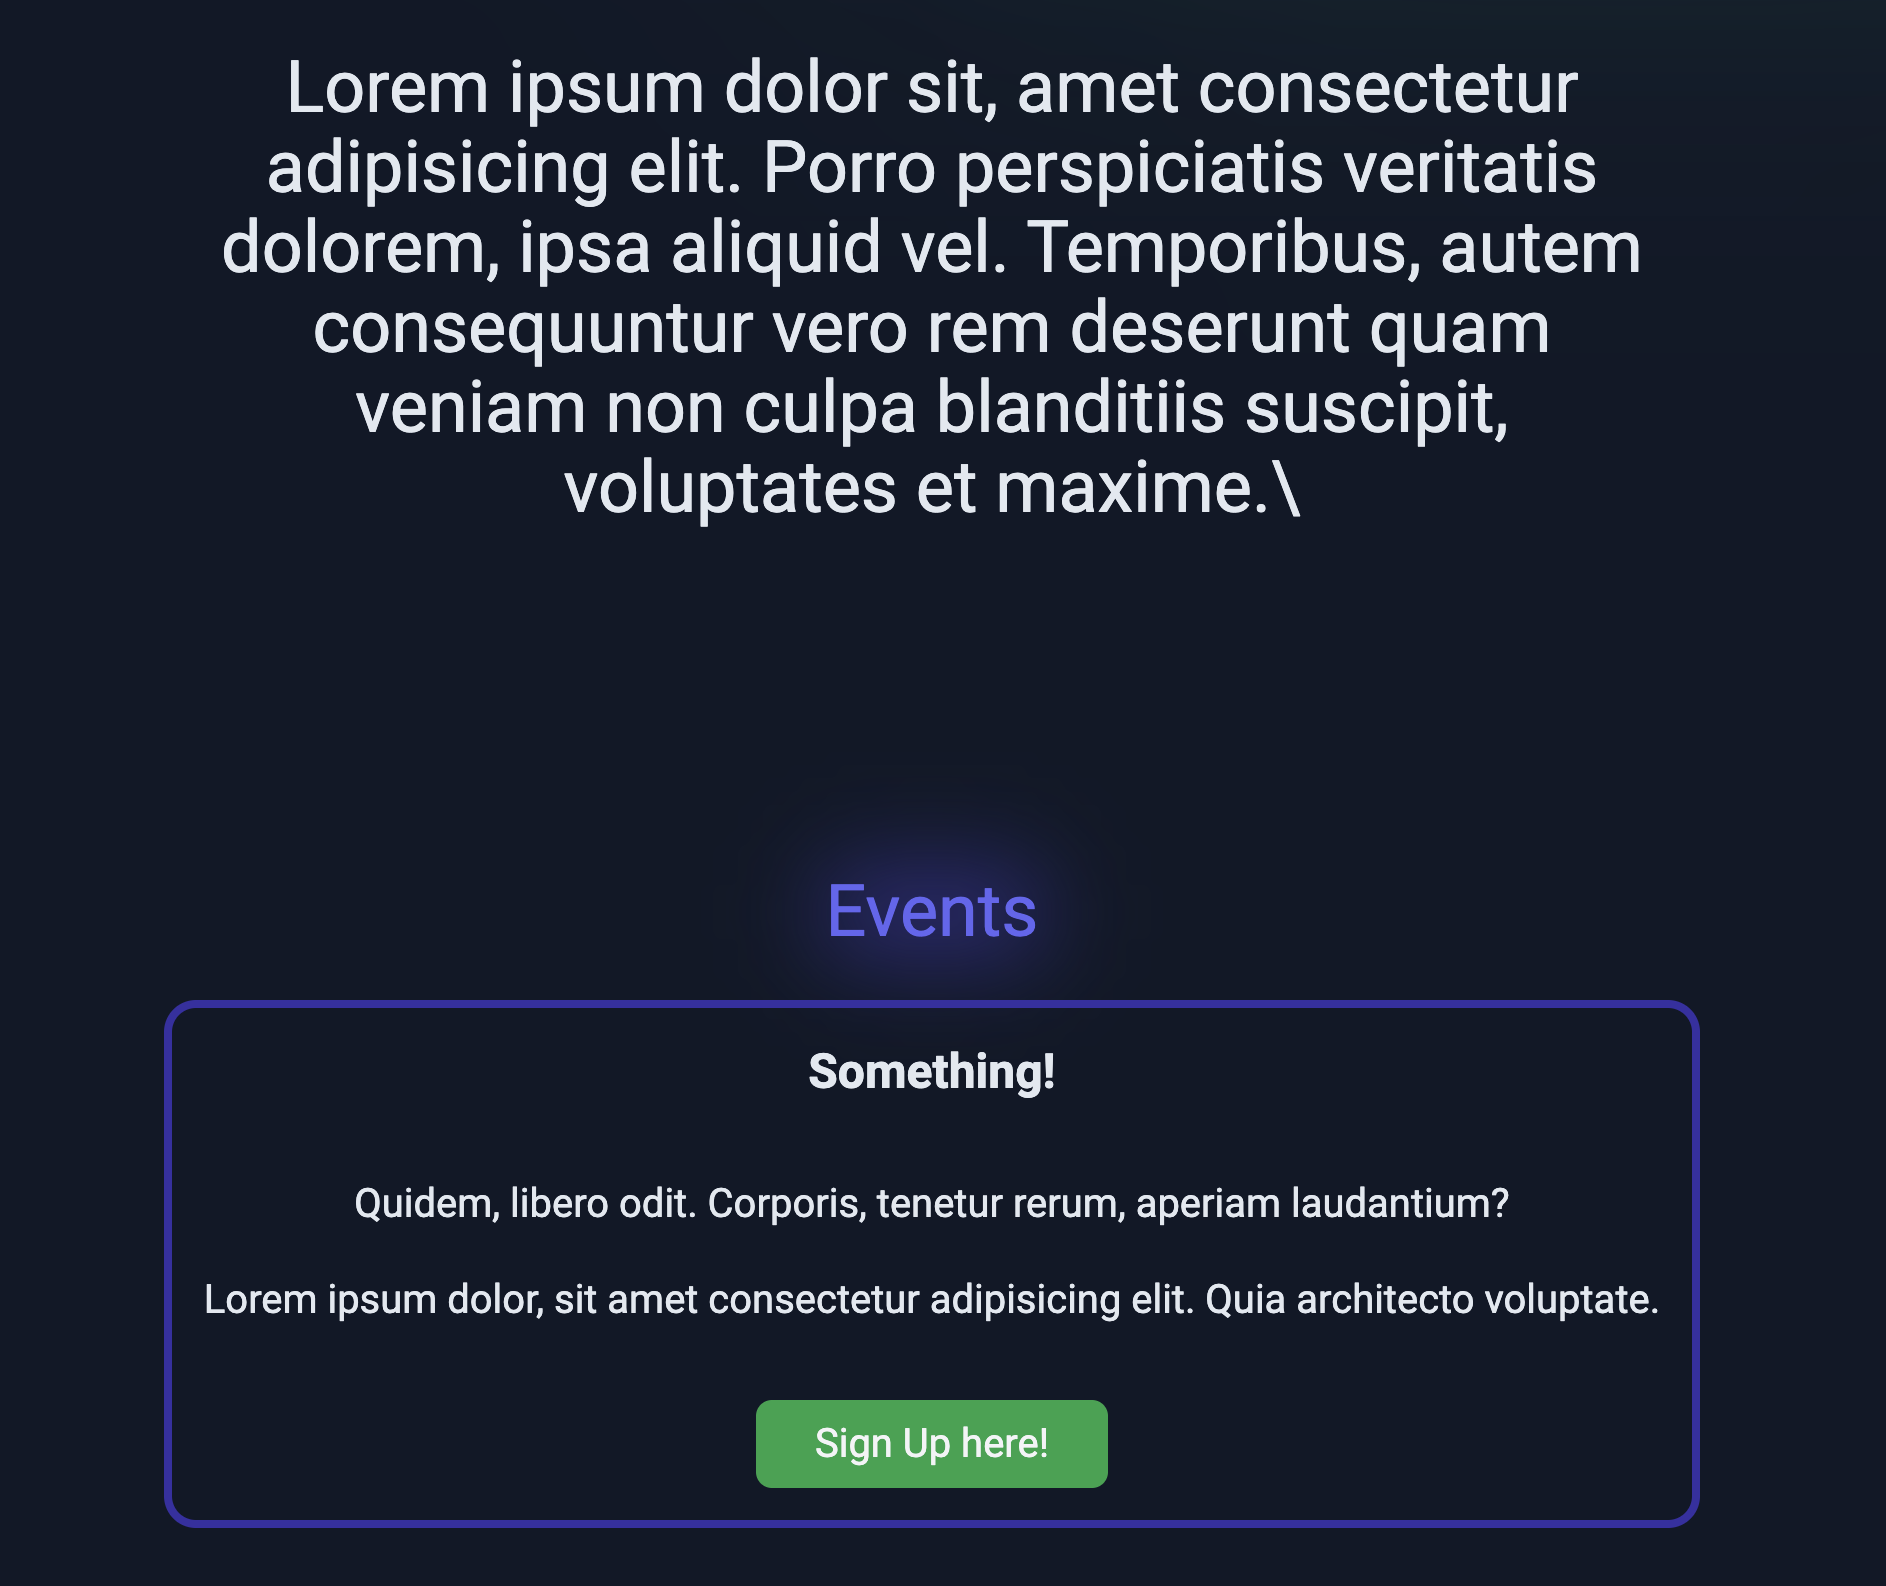 Lorem ipsum dolor sit, amet consectetur
adipisicing elit. Porro perspiciatis veritatis
dolorem, ipsa aliquid vel. Temporibus, autem
consequuntur vero rem deserunt quam
veniam non culpa blanditiis suscipit,
voluptates et maxime.\
Events
Something!
Quidem, libero odit. Corporis, tenetur rerum, aperiam laudantium?
Lorem ipsum dolor, sit amet consectetur adipisicing elit. Quia architecto voluptate.
Sign Up here!